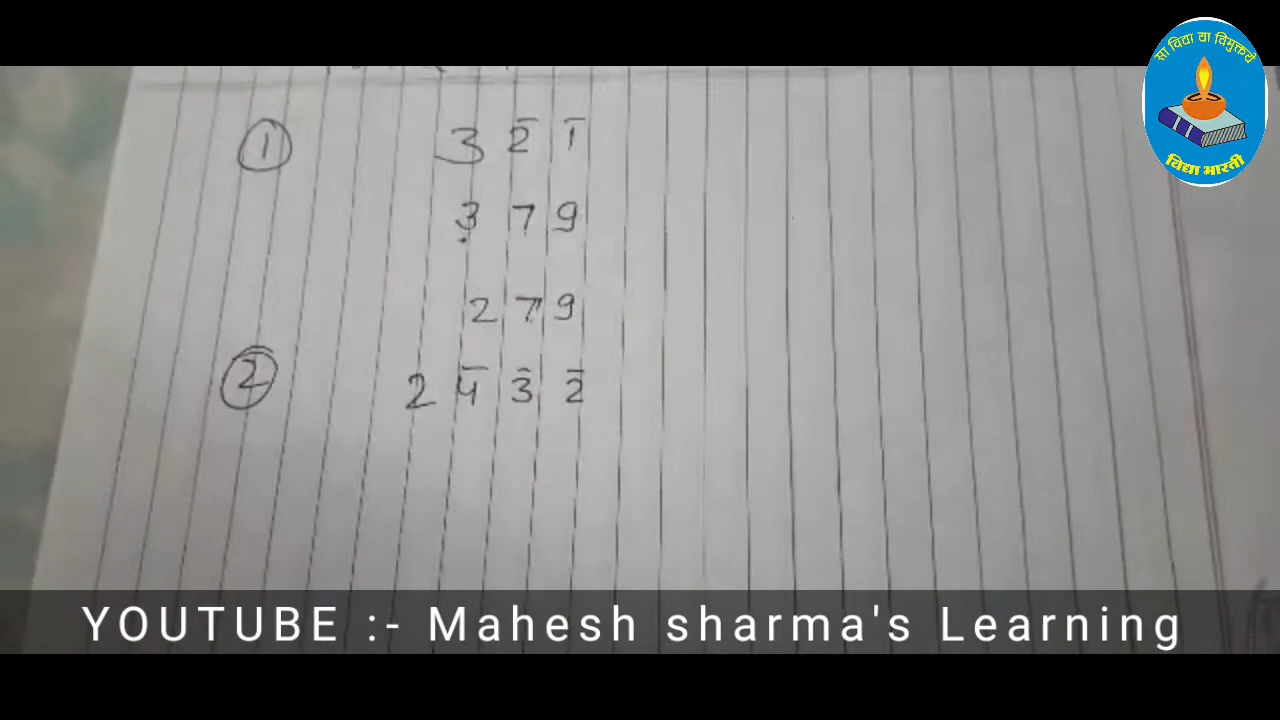 सा विद्या या विमुक्तये
विद्या भारती
① 3 2̅ 1̅
3 7 9
2 7 9
② 2 4̅ 3̅ 2̅
YOUTUBE :- Mahesh sharma's Learning